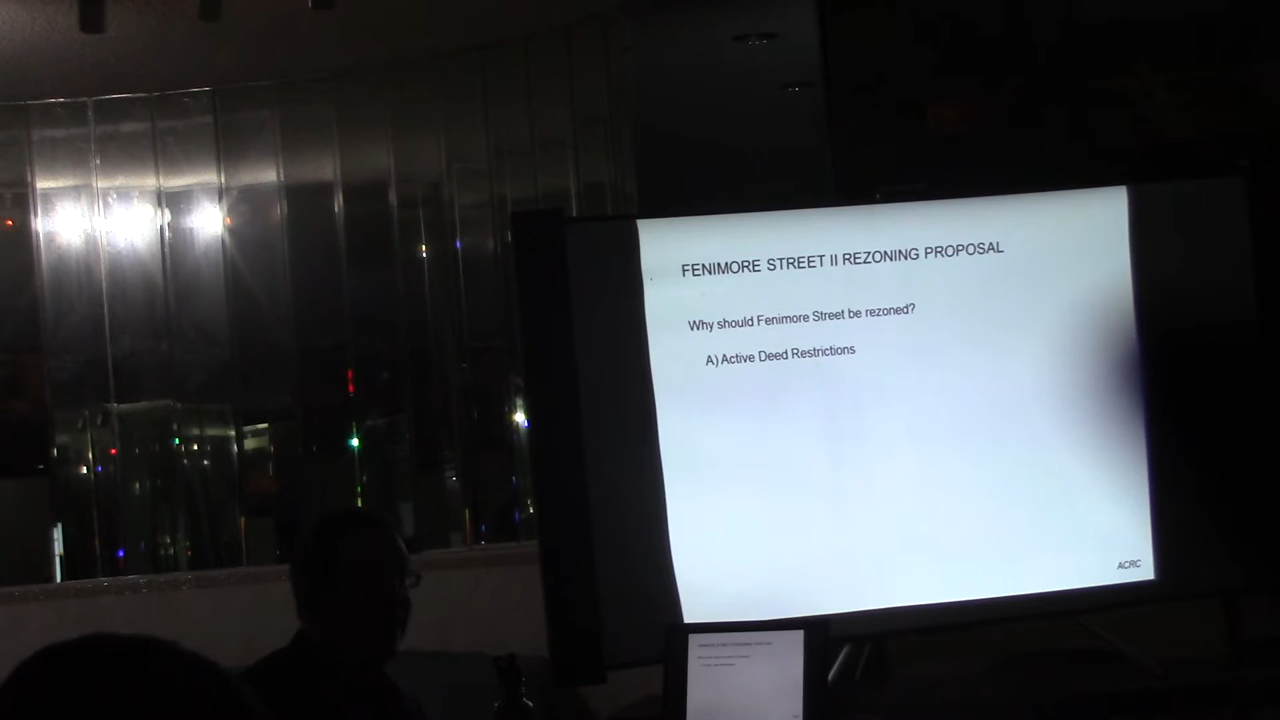 FENIMORE STREET II REZONING PROPOSAL
Why should Fenimore Street be rezoned?
A) Active Deed Restrictions
ACRC